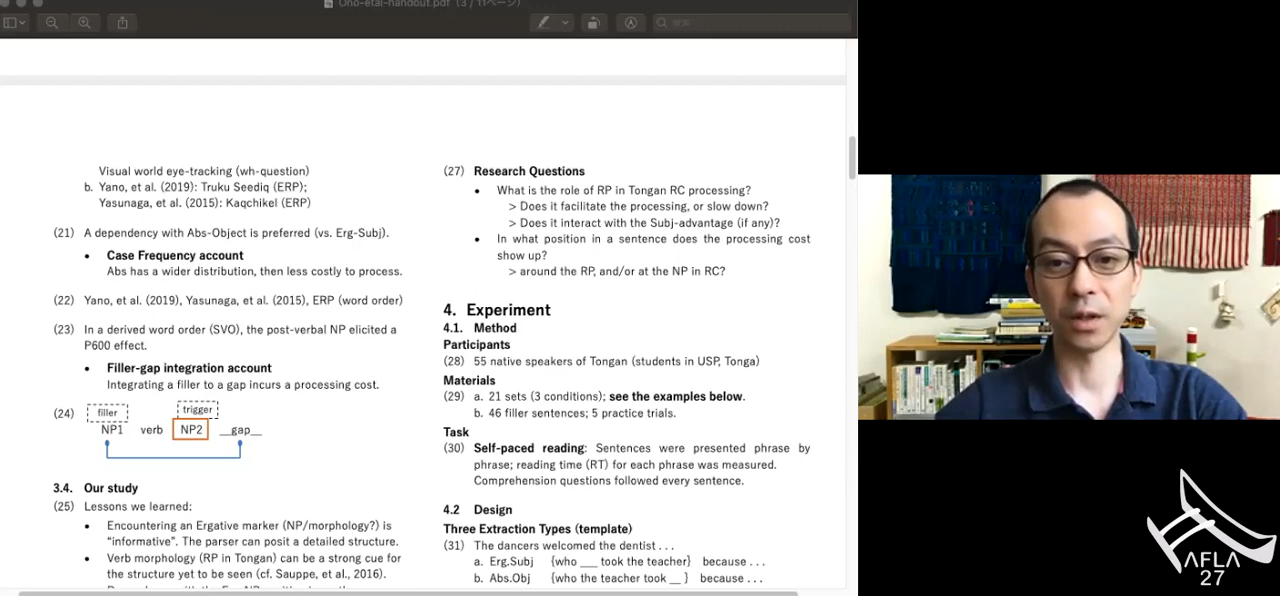 Ono-etal-handout.pdf (3 / 11ページ)
検索
Visual world eye-tracking (wh-question)
b. Yano, et al. (2019): Truku Seediq (ERP);
Yasunaga, et al. (2015): Kaqchikel (ERP)
(21) A dependency with Abs-Object is preferred (vs. Erg-Subj).
• Case Frequency account
Abs has a wider distribution, then less costly to process.
(22) Yano, et al. (2019), Yasunaga, et al. (2015), ERP (word order)
(23) In a derived word order (SVO), the post-verbal NP elicited a
P600 effect.
• Filler-gap integration account
Integrating a filler to a gap incurs a processing cost.
filler trigger
(24) NP1 verb NP2 __gap__
3.4. Our study
(25) Lessons we learned:
• Encountering an Ergative marker (NP/morphology?) is
“informative”. The parser can posit a detailed structure.
• Verb morphology (RP in Tongan) can be a strong cue for
the structure yet to be seen (cf. Sauppe, et al., 2016).
(27) Research Questions
• What is the role of RP in Tongan RC processing?
> Does it facilitate the processing, or slow down?
> Does it interact with the Subj-advantage (if any)?
• In what position in a sentence does the processing cost
show up?
> around the RP, and/or at the NP in RC?
4. Experiment
4.1. Method
Participants
(28) 55 native speakers of Tongan (students in USP, Tonga)
Materials
(29) a. 21 sets (3 conditions); see the examples below.
b. 46 filler sentences; 5 practice trials.
Task
(30) Self-paced reading: Sentences were presented phrase by
phrase; reading time (RT) for each phrase was measured.
Comprehension questions followed every sentence.
4.2 Design
Three Extraction Types (template)
(31) The dancers welcomed the dentist . . .
a. Erg.Subj {who ___ took the teacher} because . . .
b. Abs.Obj {who the teacher took __ } because . . .
AFLA
27